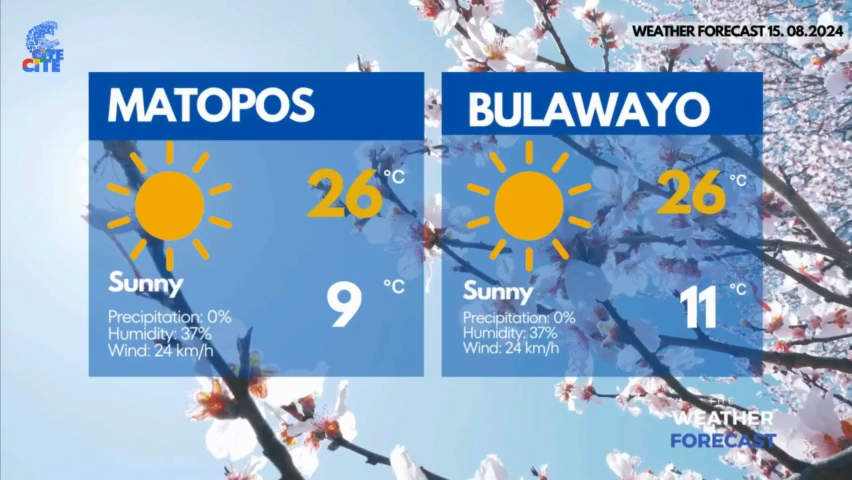 CITE
WEATHER FORECAST 15. 08.2024
MATOPOS
26 °C
Sunny
9 °C
Precipitation: 0%
Humidity: 37%
Wind: 24 km/h
BULAWAYO
26 °C
Sunny
11 °C
Precipitation: 0%
Humidity: 37%
Wind: 24 km/h
CITE
WEATHER
FORECAST